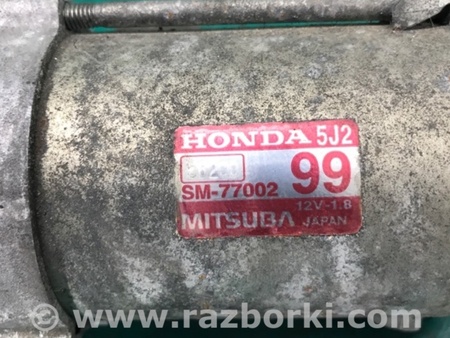 HONDA 5J2
SM-77002 99
12V-1.8
MITSUBA JAPAN
www.razborki.com